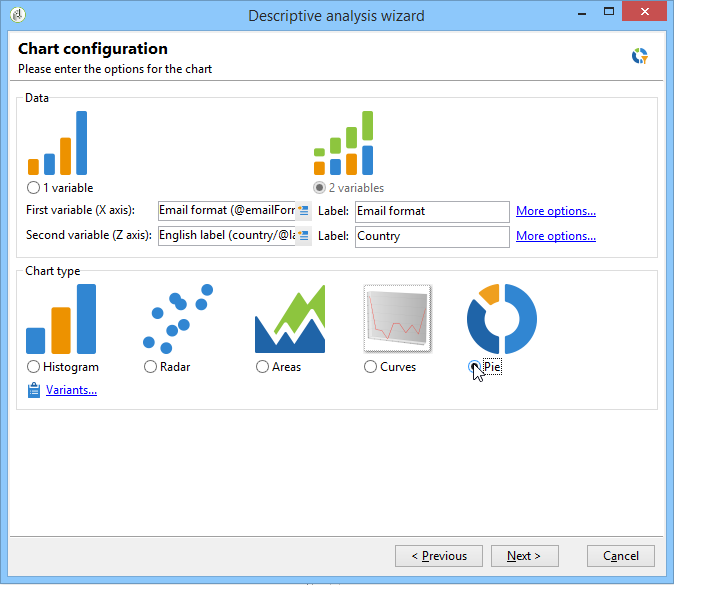 Descriptive analysis wizard
Chart configuration
Please enter the options for the chart
Data
1 variable
2 variables
First variable (X axis): Email format (@emailForr Label: Email format More options...
Second variable (Z axis): English label (country/@la Label: Country More options...
Chart type
Histogram Radar Areas Curves Pie
Variants...
< Previous Next > Cancel